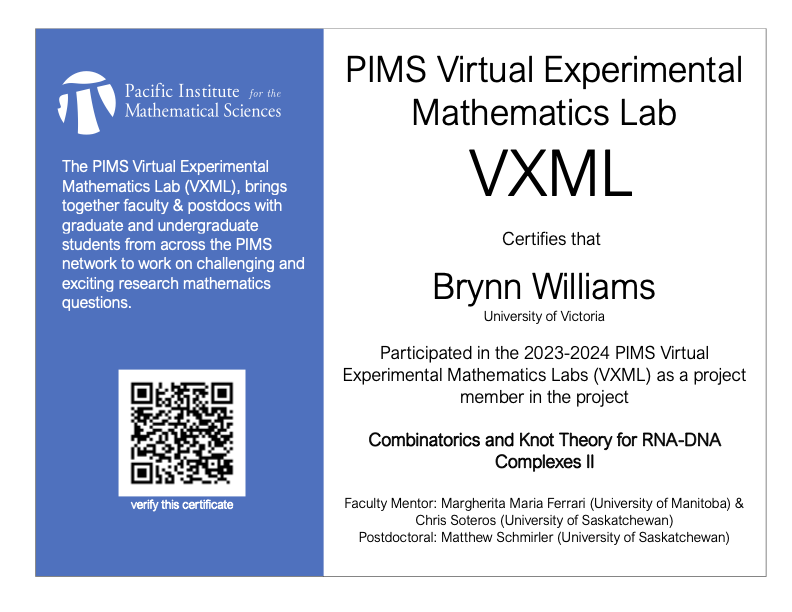 Pacific Institute for the
Mathematical Sciences
The PIMS Virtual Experimental
Mathematics Lab (VXML), brings
together faculty & postdocs with
graduate and undergraduate
students from across the PIMS
network to work on challenging and
exciting research mathematics
questions.
verify this certificate
PIMS Virtual Experimental
Mathematics Lab
VXML
Certifies that
Brynn Williams
University of Victoria
Participated in the 2023-2024 PIMS Virtual
Experimental Mathematics Labs (VXML) as a project
member in the project
Combinatorics and Knot Theory for RNA-DNA
Complexes II
Faculty Mentor: Margherita Maria Ferrari (University of Manitoba) &
Chris Soteros (University of Saskatchewan)
Postdoctoral: Matthew Schmirler (University of Saskatchewan)